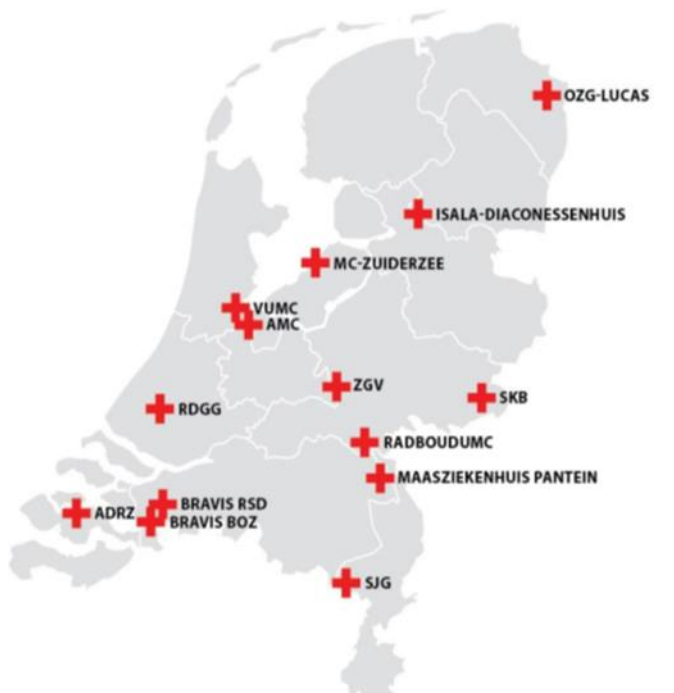 OZG-LUCAS
ISALA-DIACONESSENHUIS
MC-ZUIDERZEE
VUMC
AMC
ZGV
SKB
RDGG
RADBOUDUMC
MAASZIEKENHUIS PANTEIN
BRAVIS RSD
ADRZ
BRAVIS BOZ
SJG